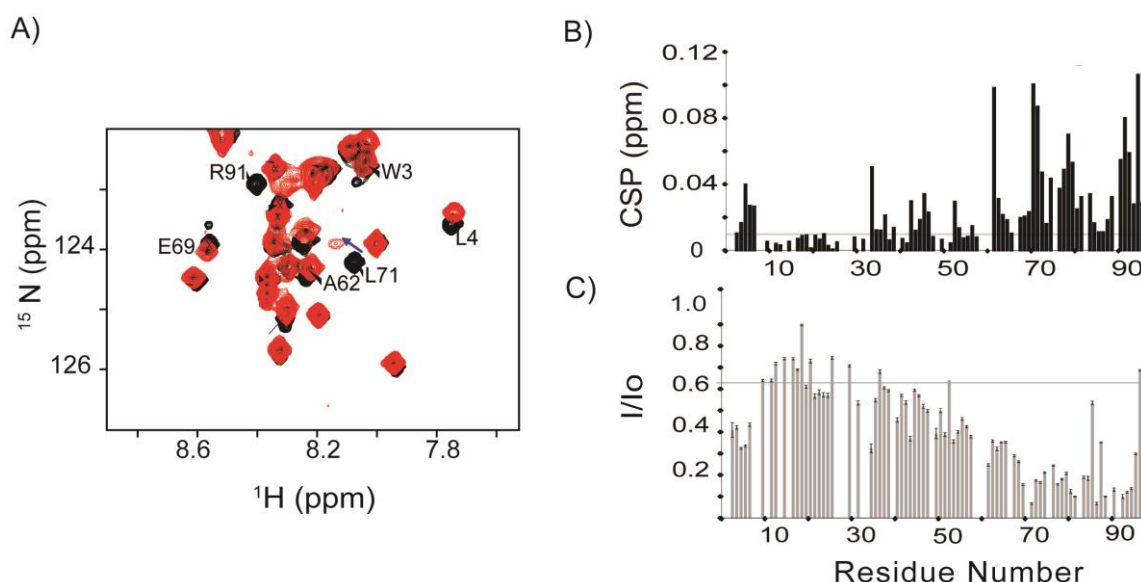 A)
R91
W3
E69
L4
L71
A62
124
126
15 N (ppm)
8.6
8.2
7.8
1H (ppm)
B)
0.12
0.08
0.04
0
CSP (ppm)
10
30
50
70
90
C)
1.0
0.8
0.6
0.4
0.2
I/Io
10
30
50
70
90
Residue Number